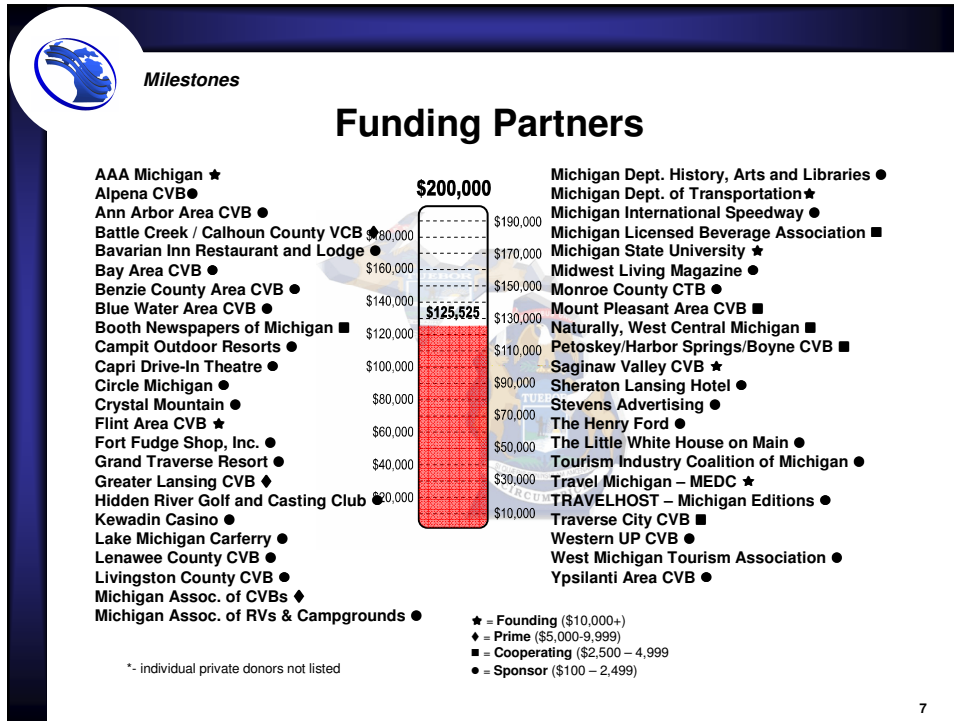 Milestones
Funding Partners
AAA Michigan ★
Alpena CVB●
Ann Arbor Area CVB ●
Battle Creek / Calhoun County VCB ♦
Bavarian Inn Restaurant and Lodge ●
Bay Area CVB ●
Benzie County Area CVB ●
Blue Water Area CVB ●
Booth Newspapers of Michigan ■
Campit Outdoor Resorts ●
Capri Drive-In Theatre ●
Circle Michigan ●
Crystal Mountain ●
Flint Area CVB ★
Fort Fudge Shop, Inc. ●
Grand Traverse Resort ●
Greater Lansing CVB ♦
Hidden River Golf and Casting Club ●
Kewadin Casino ●
Lake Michigan Carferry ●
Lenawee County CVB ●
Livingston County CVB ●
Michigan Assoc. of CVBs ♦
Michigan Assoc. of RVs & Campgrounds ●
*- individual private donors not listed
$200,000
$190,000
$180,000
$170,000
$160,000
$150,000
$140,000
$130,000
$125,525
$120,000
$110,000
$100,000
$90,000
$80,000
$70,000
$60,000
$50,000
$40,000
$30,000
$20,000
$10,000
TUEBOR
Michigan Dept. History, Arts and Libraries ●
Michigan Dept. of Transportation★
Michigan International Speedway ●
Michigan Licensed Beverage Association ■
Michigan State University ★
Midwest Living Magazine ●
Monroe County CTB ●
Mount Pleasant Area CVB ■
Naturally, West Central Michigan ■
Petoskey/Harbor Springs/Boyne CVB ■
Saginaw Valley CVB ★
Sheraton Lansing Hotel ●
Stevens Advertising ●
The Henry Ford ●
The Little White House on Main ●
Tourism Industry Coalition of Michigan ●
Travel Michigan – MEDC ★
TRAVELHOST – Michigan Editions ●
Traverse City CVB ■
Western UP CVB ●
West Michigan Tourism Association ●
Ypsilanti Area CVB ●
★ = Founding ($10,000+)
♦ = Prime ($5,000-9,999)
■ = Cooperating ($2,500 – 4,999
● = Sponsor ($100 – 2,499)
7